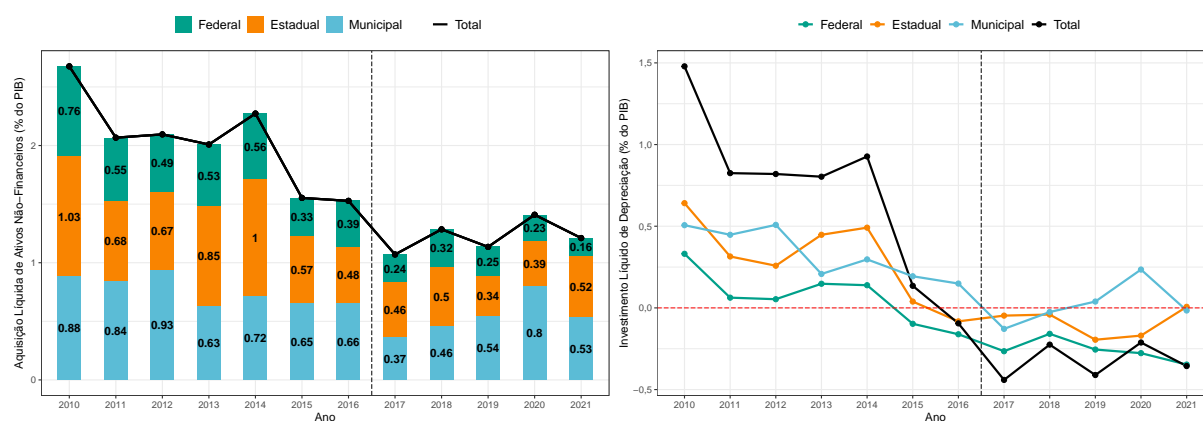 Federal Estadual Municipal Total
Aquisição Líquida de Ativos Não−Financeiros (% do PIB)
2
1
0
0.76 0.55 0.49 0.53 0.56 0.33 0.39 0.24 0.32 0.25 0.23 0.16
1.03 0.68 0.67 0.85 1 0.57 0.48 0.46 0.5 0.34 0.39 0.52
0.88 0.84 0.93 0.63 0.72 0.65 0.66 0.37 0.46 0.54 0.8 0.53
2010 2011 2012 2013 2014 2015 2016 2017 2018 2019 2020 2021
Ano
Federal Estadual Municipal Total
Investimento Líquido de Depreciação (% do PIB)
1,5
1,0
0,5
0,0
−0,5
2010 2011 2012 2013 2014 2015 2016 2017 2018 2019 2020 2021
Ano